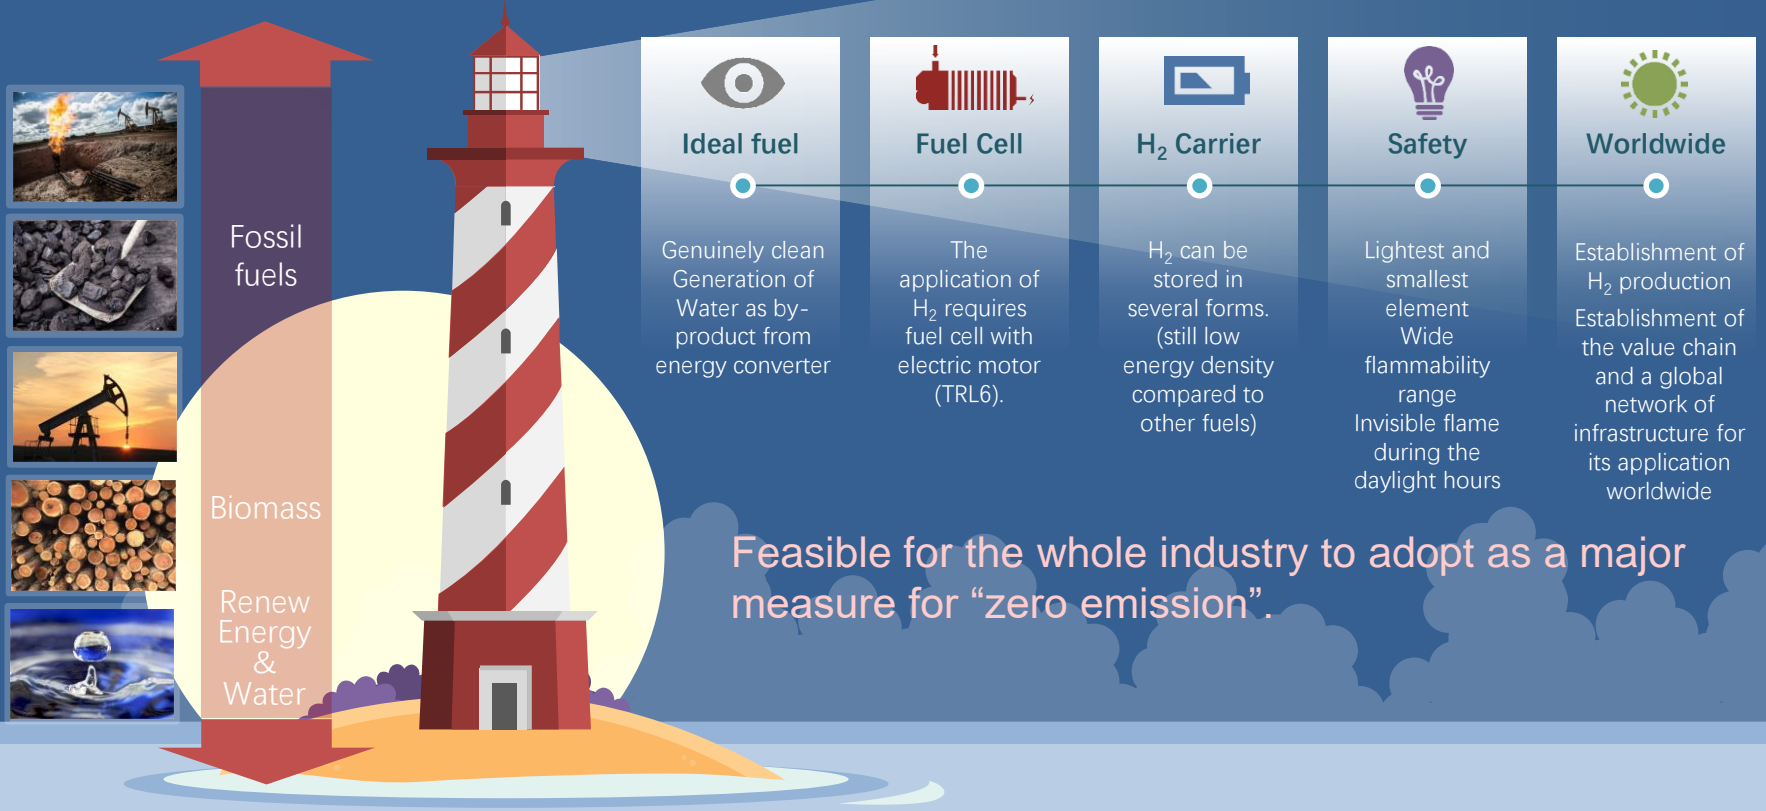 Fossil
fuels
Biomass
Renew
Energy
&
Water
Ideal fuel
Genuinely clean
Generation of
Water as by-
product from
energy converter
Fuel Cell
The
application of
H₂ requires
fuel cell with
electric motor
(TRL6).
H₂ Carrier
H₂ can be
stored in
several forms.
(still low
energy density
compared to
other fuels)
Safety
Lightest and
smallest
element
Wide
flammability
range
Invisible flame
during the
daylight hours
Worldwide
Establishment of
H₂ production
Establishment of
the value chain
and a global
network of
infrastructure for
its application
worldwide
Feasible for the whole industry to adopt as a major
measure for “zero emission”.